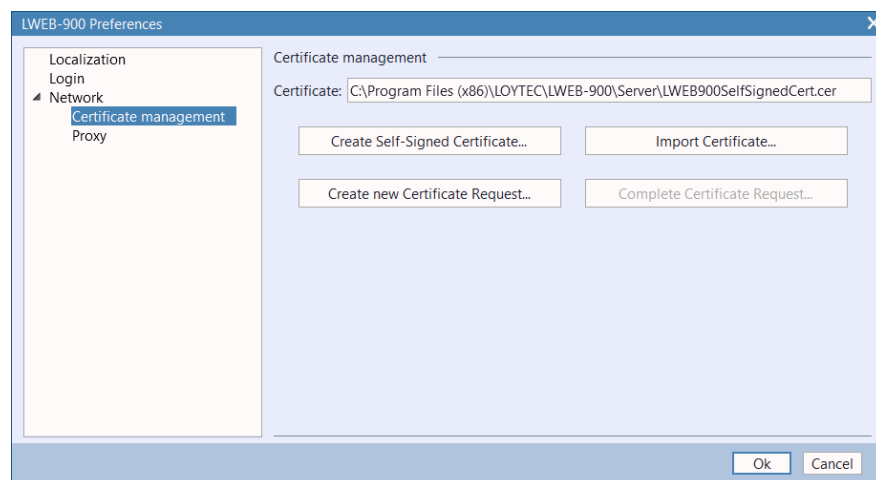 LWEB-900 Preferences
Localization
Login
Network
Certificate management
Proxy
Certificate management
Certificate: C:\Program Files (x86)\LOYTEC\LWEB-900\Server\LWEB900SelfSignedCert.cer
Create Self-Signed Certificate... Import Certificate...
Create new Certificate Request... Complete Certificate Request...
Ok Cancel